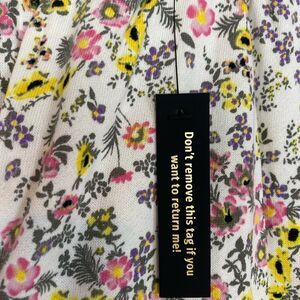 Don't remove this tag if you
want to return me!